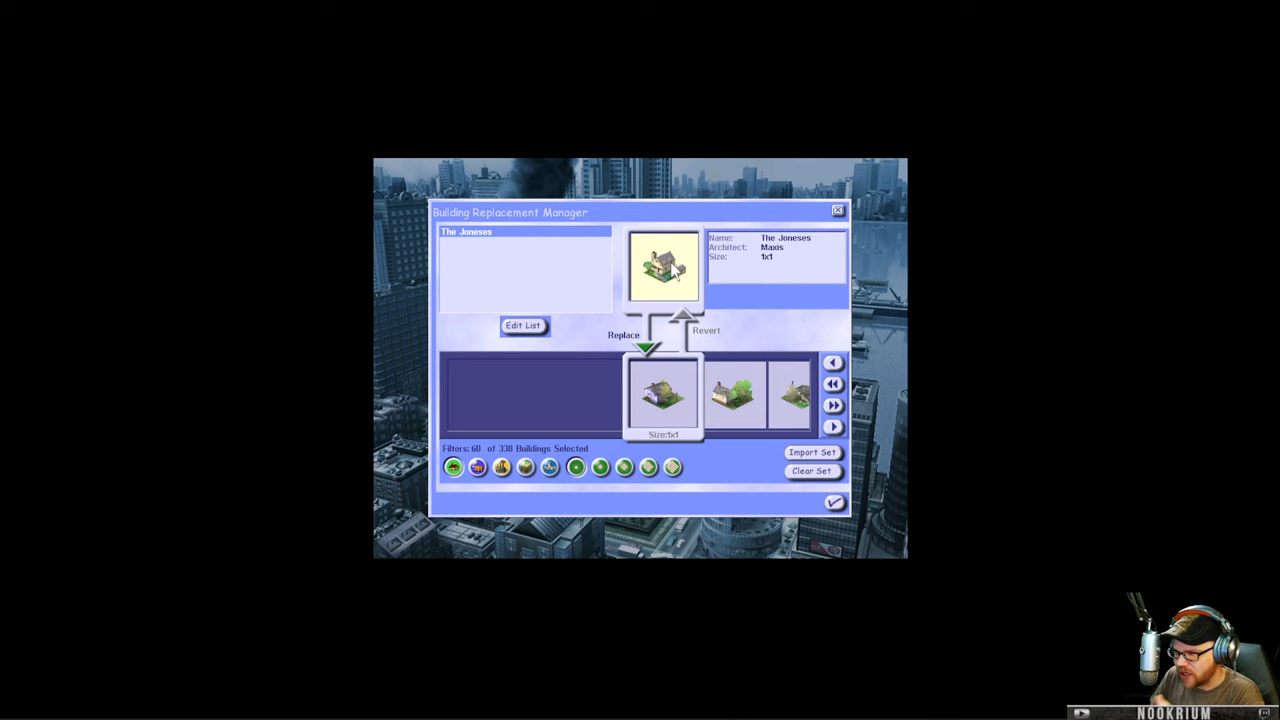 Building Replacement Manager
The Joneses
Name: The Joneses
Architect: Maxis
Size: 1x1
Edit List
Replace
Revert
Size:1x1
Filters: 60 of 338 Buildings Selected
Import Set
Clear Set
NOOKRIUM